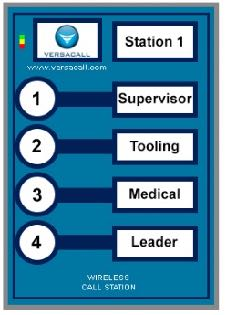 VERSACALL
Station 1
www.versacall.com
1 Supervisor
2 Tooling
3 Medical
4 Leader
WIRELESS
CALL STATION